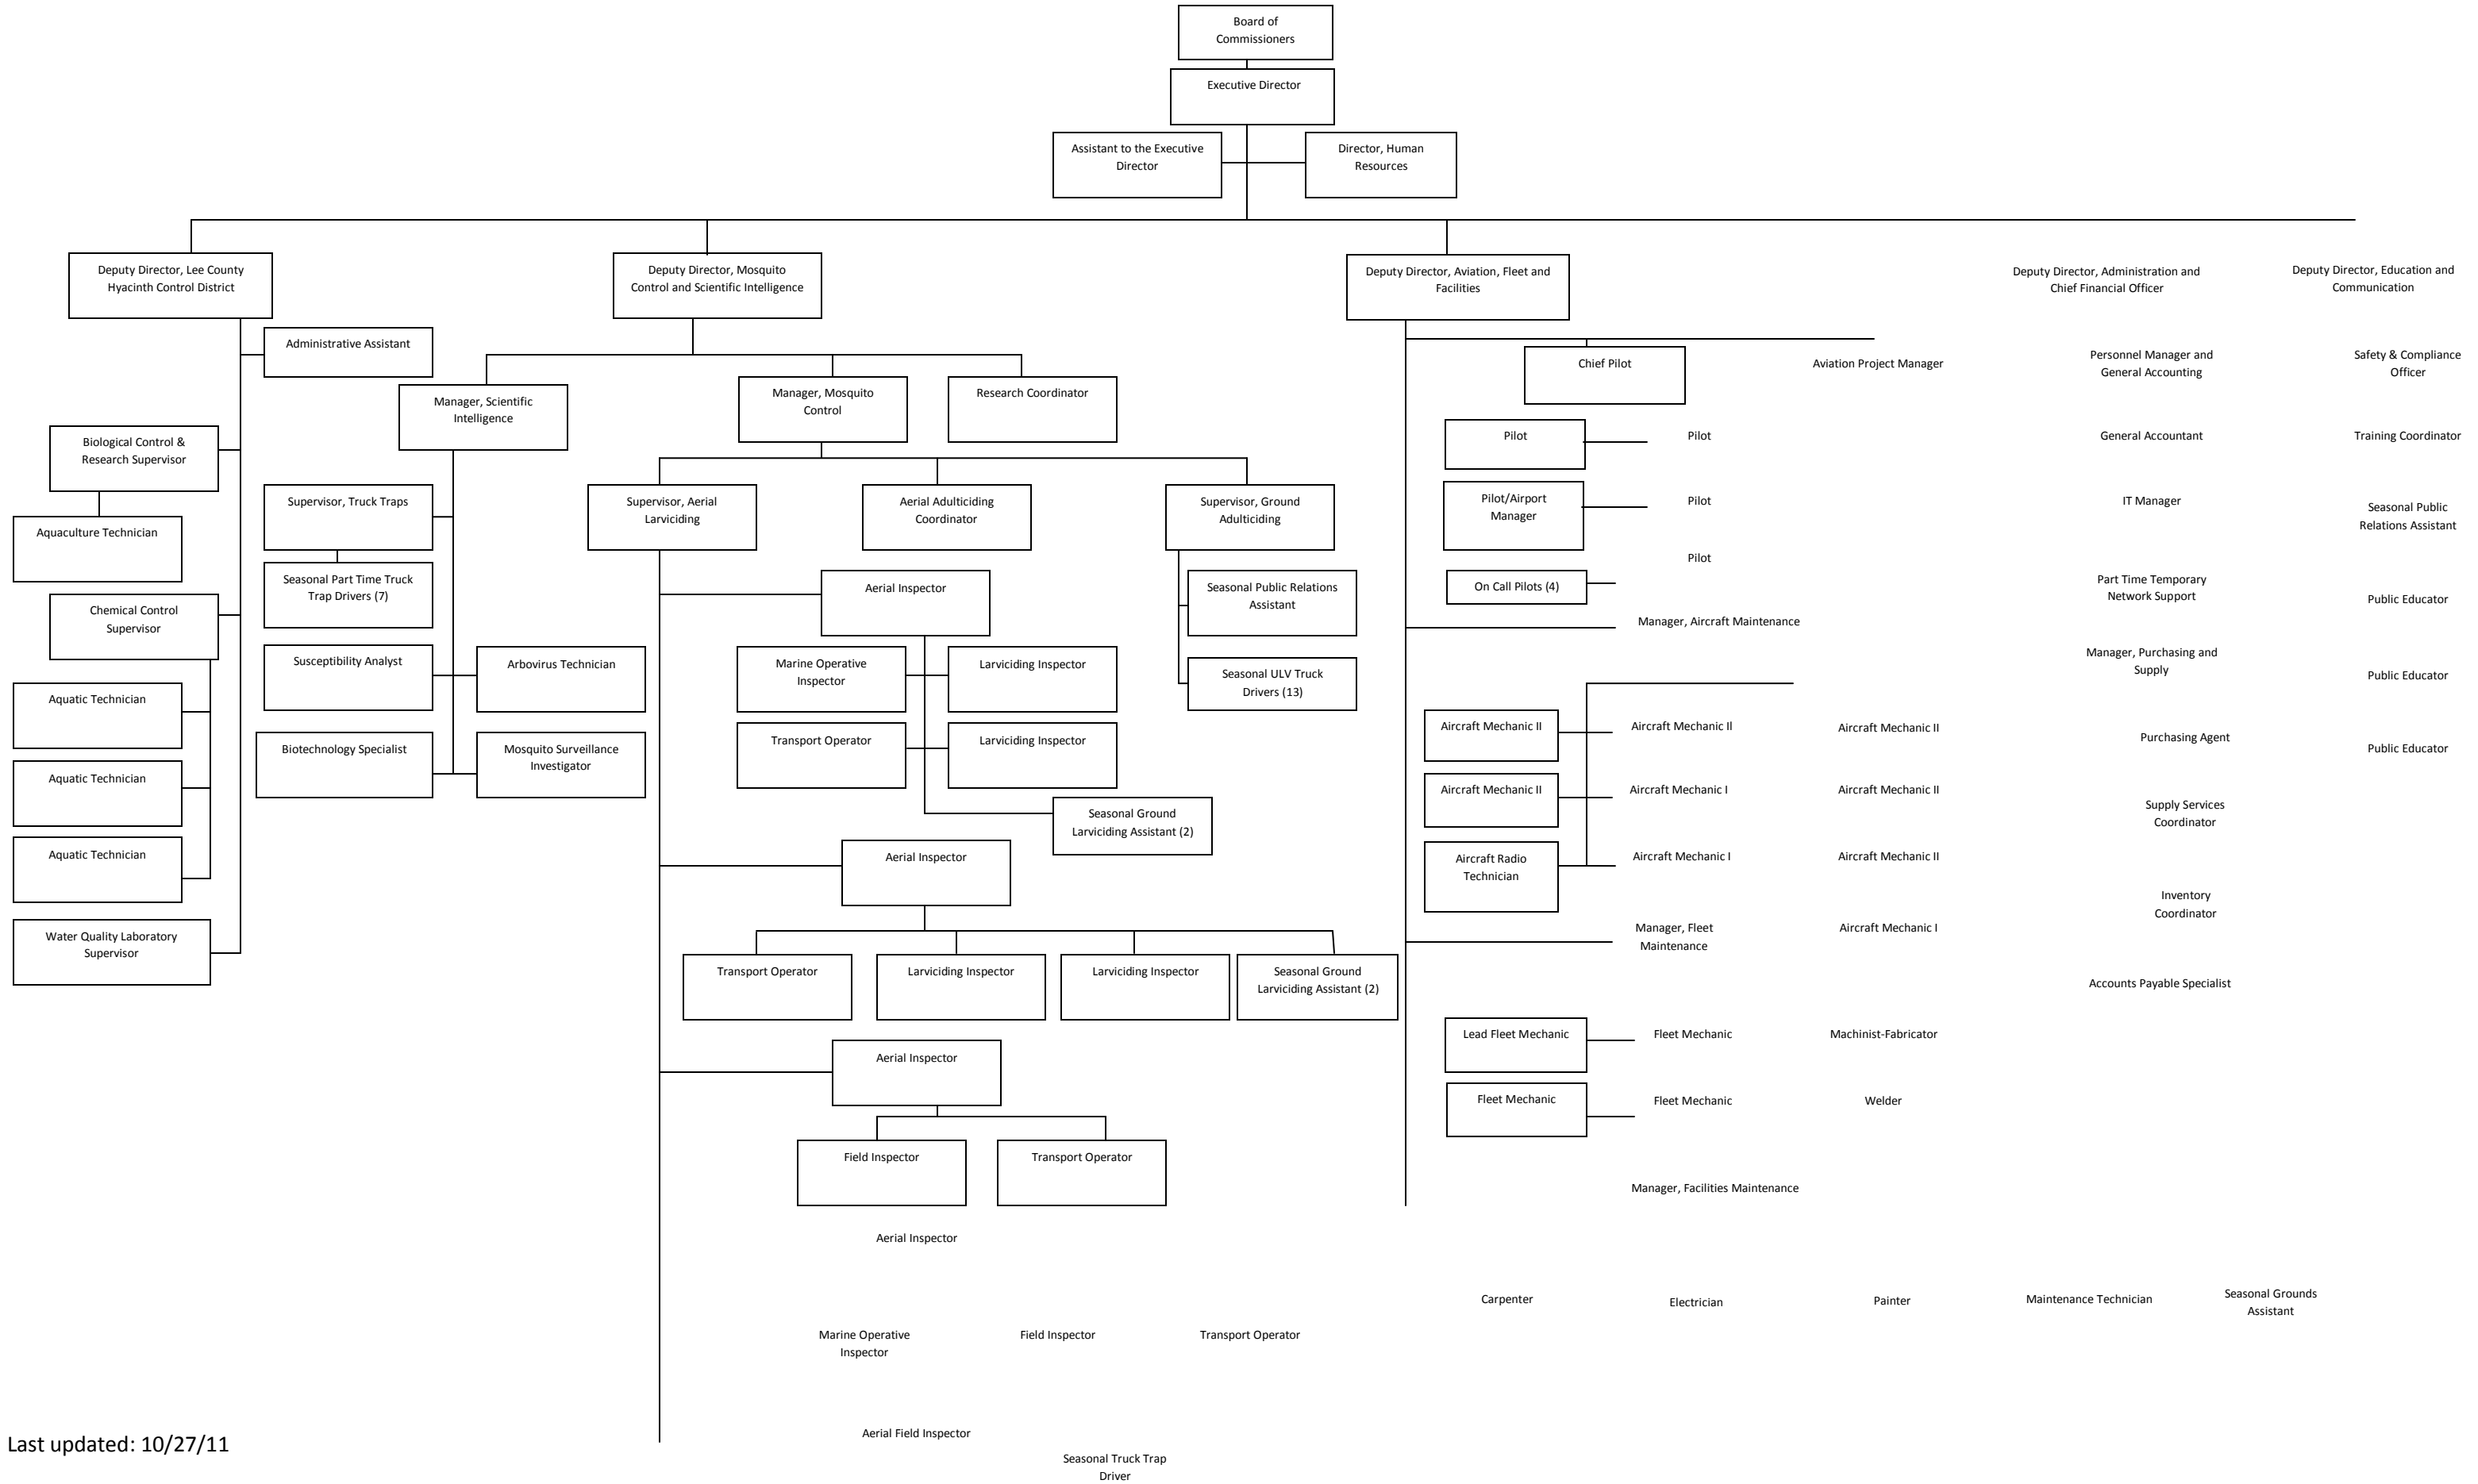 Board of
Commissioners
Executive Director
Assistant to the Executive
Director
Director, Human
Resources
Deputy Director, Lee County
Hyacinth Control District
Deputy Director, Mosquito
Control and Scientific Intelligence
Deputy Director, Aviation, Fleet and
Facilities
Deputy Director, Administration and
Chief Financial Officer
Deputy Director, Education and
Communication
Administrative Assistant
Biological Control &
Research Supervisor
Aquaculture Technician
Chemical Control
Supervisor
Aquatic Technician
Aquatic Technician
Aquatic Technician
Water Quality Laboratory
Supervisor
Manager, Scientific
Intelligence
Manager, Mosquito
Control
Research Coordinator
Supervisor, Truck Traps
Seasonal Part Time Truck
Trap Drivers (7)
Susceptibility Analyst
Arbovirus Technician
Biotechnology Specialist
Mosquito Surveillance
Investigator
Supervisor, Aerial
Larviciding
Aerial Adulticiding
Coordinator
Supervisor, Ground
Adulticiding
Aerial Inspector
Seasonal Public Relations
Assistant
Marine Operative
Inspector
Larviciding Inspector
Seasonal ULV Truck
Drivers (13)
Transport Operator
Larviciding Inspector
Seasonal Ground
Larviciding Assistant (2)
Aerial Inspector
Transport Operator
Larviciding Inspector
Larviciding Inspector
Seasonal Ground
Larviciding Assistant (2)
Aerial Inspector
Field Inspector
Transport Operator
Aerial Inspector
Marine Operative
Inspector
Field Inspector
Transport Operator
Aerial Field Inspector
Seasonal Truck Trap
Driver
Chief Pilot
Aviation Project Manager
Pilot
Pilot
Pilot/Airport
Manager
Pilot
Pilot
On Call Pilots (4)
Manager, Aircraft Maintenance
Aircraft Mechanic II
Aircraft Mechanic Il
Aircraft Mechanic II
Aircraft Mechanic II
Aircraft Mechanic I
Aircraft Mechanic II
Aircraft Radio
Technician
Aircraft Mechanic I
Aircraft Mechanic II
Manager, Fleet
Maintenance
Aircraft Mechanic I
Lead Fleet Mechanic
Fleet Mechanic
Machinist-Fabricator
Fleet Mechanic
Fleet Mechanic
Welder
Manager, Facilities Maintenance
Carpenter
Electrician
Painter
Maintenance Technician
Seasonal Grounds
Assistant
Personnel Manager and
General Accounting
General Accountant
IT Manager
Part Time Temporary
Network Support
Manager, Purchasing and
Supply
Purchasing Agent
Supply Services
Coordinator
Inventory
Coordinator
Accounts Payable Specialist
Safety & Compliance
Officer
Training Coordinator
Seasonal Public
Relations Assistant
Public Educator
Public Educator
Public Educator
Last updated: 10/27/11